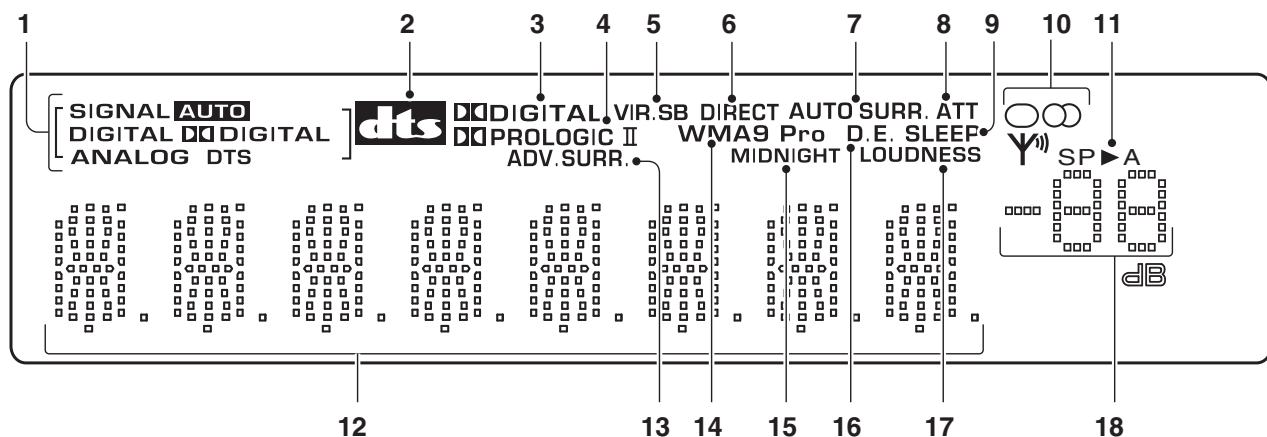 1 2 3 4 5 6 7 8 9 10 11
SIGNAL AUTO dts DIGITAL VIR.SB DIRECT AUTO SURR. ATT
DIGITAL DIGITAL PROLOGIC II WMA9 Pro D.E. SLEEP
ANALOG DTS ADV.SURR. MIDNIGHT LOUDNESS SP ▶ A
dB
12 13 14 15 16 17 18